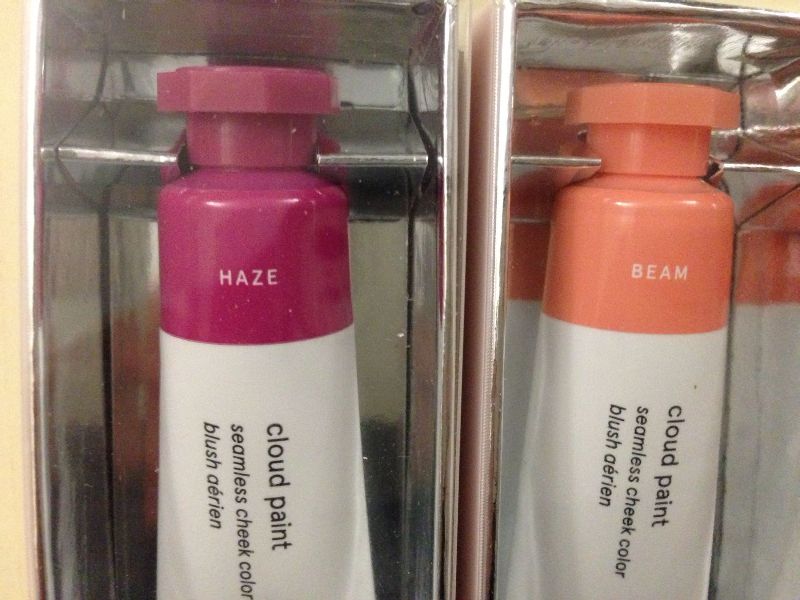 HAZE
cloud paint
seamless cheek color
blush aérien
BEAM
cloud paint
seamless cheek color
blush aérien